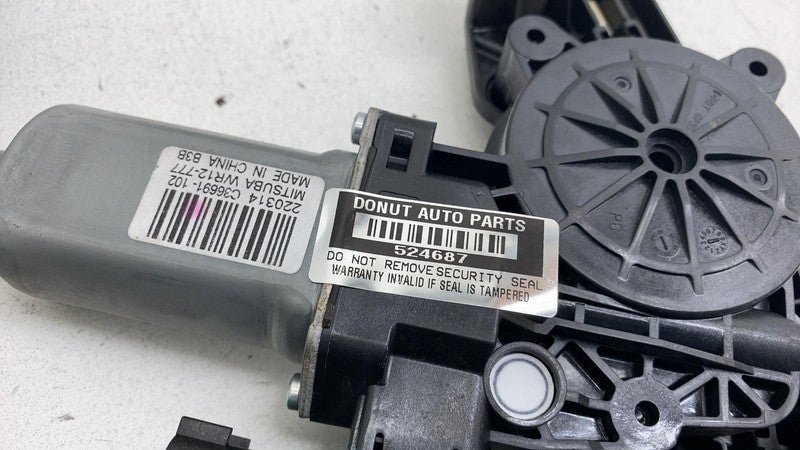 220314 C36691-102
MITSUBA WR12-777
MADE IN CHINA B3B
DONUT AUTO PARTS
524687
DO NOT REMOVE SECURITY SEAL
WARRANTY INVALID IF SEAL IS TAMPERED
PC